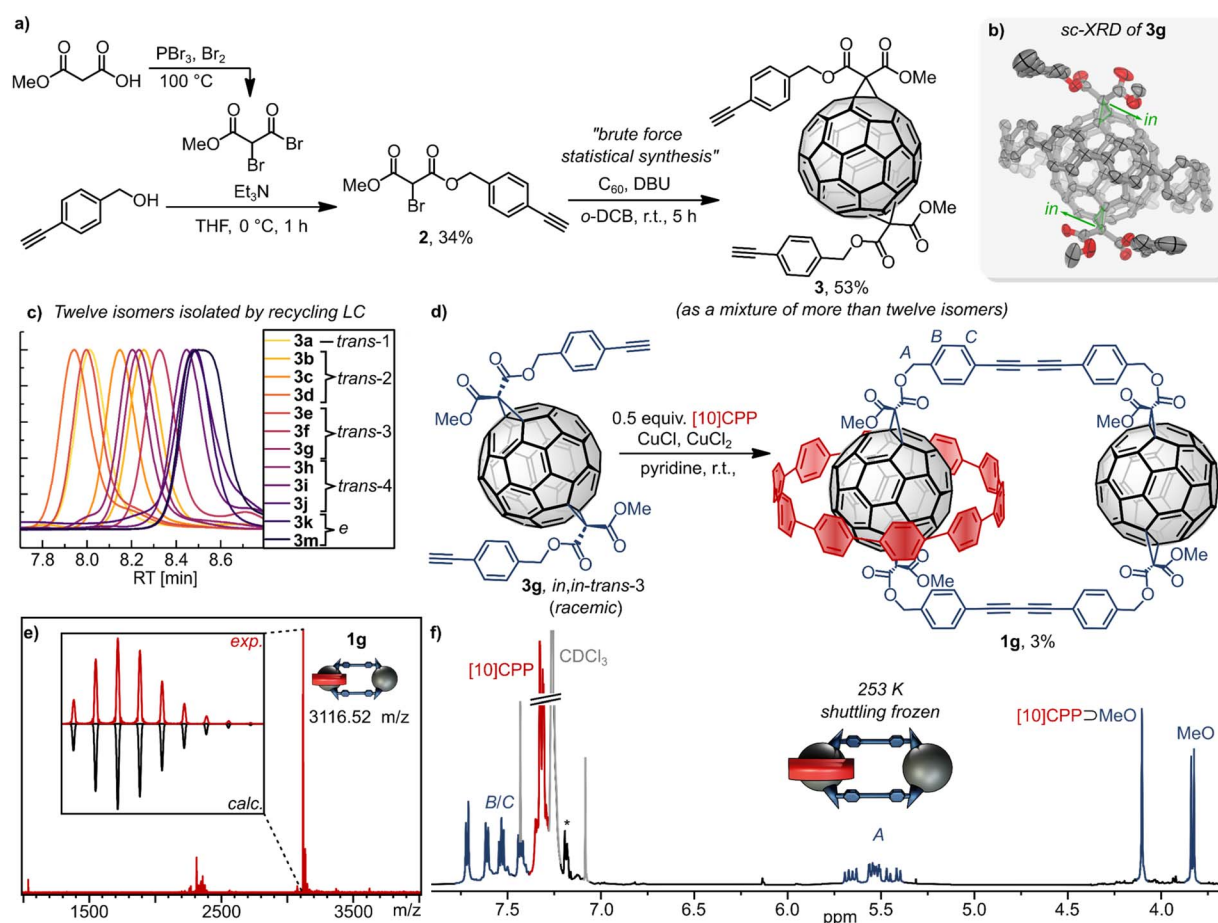 a)
O
O
MeO
OH
PBr3, Br2
100 °C
O
O
MeO
Br
Br
OH
Et3N
THF, 0 °C, 1 h
O
O
MeO
O
Br
2, 34%
"brute force
statistical synthesis"
C60, DBU
o-DCB, r.t., 5 h
O
O
O
OMe
OMe
O
O
O
O
3, 53%
(as a mixture of more than twelve isomers)
b)
sc-XRD of 3g
in
in
c)
Twelve isomers isolated by recycling LC
3a
trans-1
3b
3c
trans-2
3d
3e
3f
trans-3
3g
3h
3i
trans-4
3j
3k
e
3m
7.8
8.0
8.2
8.4
8.6
RT [min]
d)
O
O
O
MeO
O
OMe
O
O
O
O
3g, in,in-trans-3
(racemic)
0.5 equiv. [10]CPP
CuCl, CuCl2
pyridine, r.t.,
A
B
C
O
O
O
MeO
O
O
O
O
MeO
O
O
OMe
O
O
O
OMe
O
O
1g, 3%
e)
exp.
calc.
1g
3116.52 m/z
1000
2000
3000
m/z
f)
[10]CPP
CDCl3
B/C
*
253 K
shuttling frozen
A
[10]CPP⊃MeO
MeO
7.5
7.0
6.5
6.0
5.5
5.0
4.5
4.0
ppm